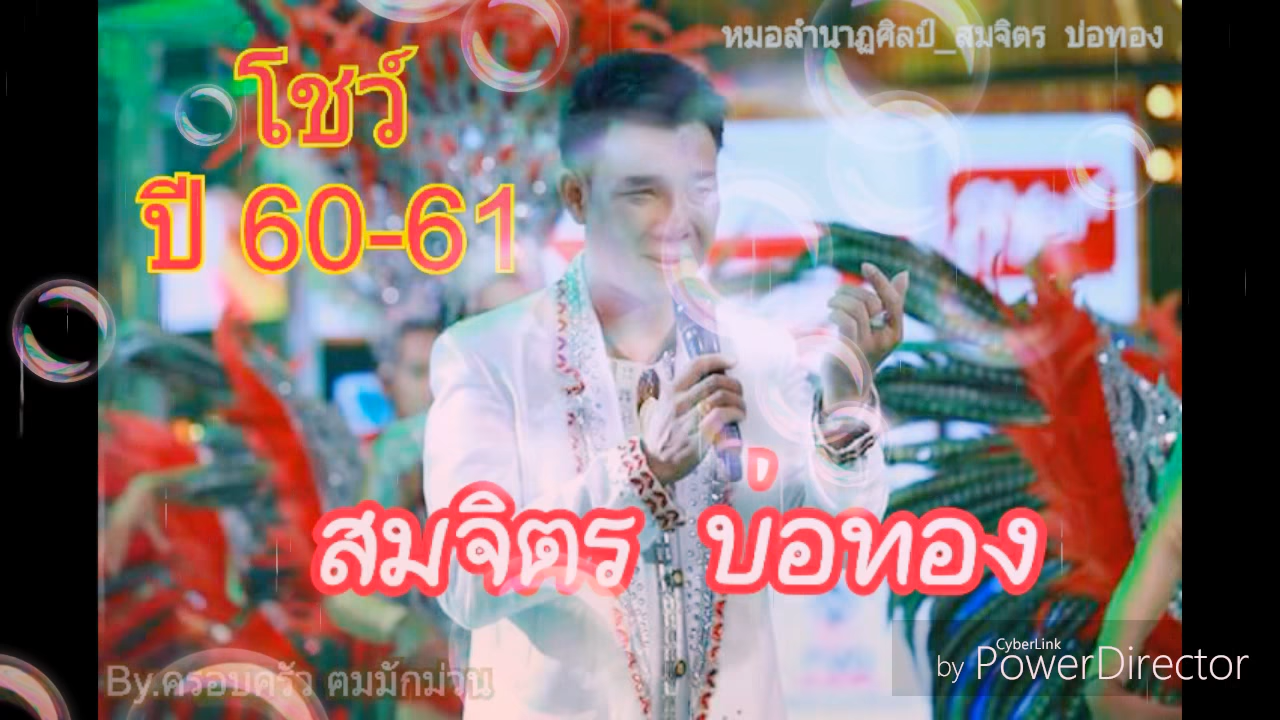 หมอลำนาฏศิลป์_สมจิตร บ่อทอง
โชว์
ปี 60-61
สมจิตร บ่อทอง
By.ครอบครัว ตมมักม่วน
CyberLink
by PowerDirector